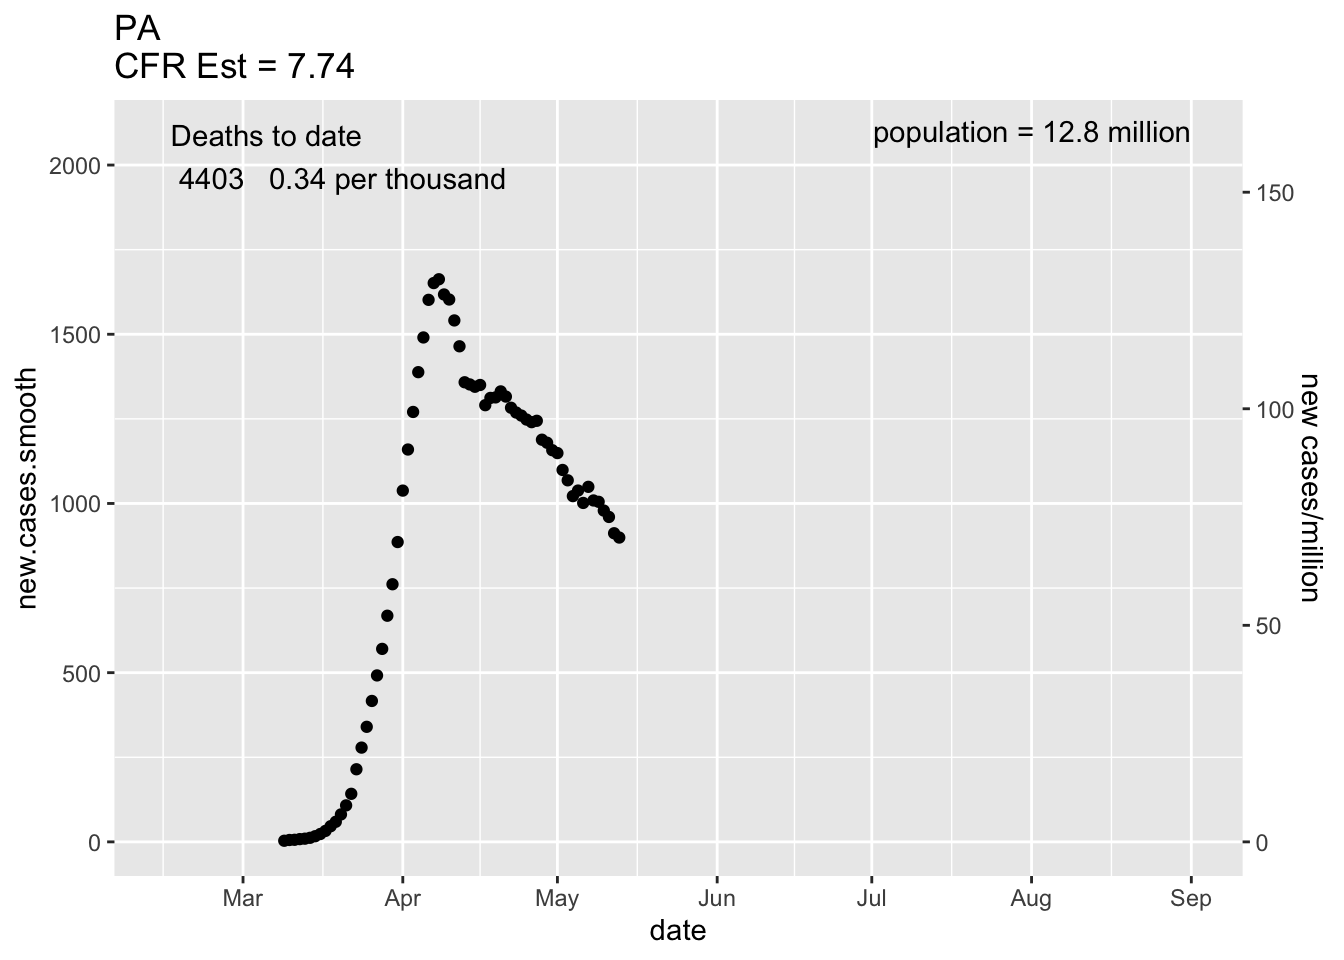 PA
CFR Est = 7.74
Deaths to date
4403 0.34 per thousand
population = 12.8 million
2000
1500
1000
500
0
new.cases.smooth
150
100
50
0
new cases/million
Mar Apr May Jun Jul Aug Sep
date